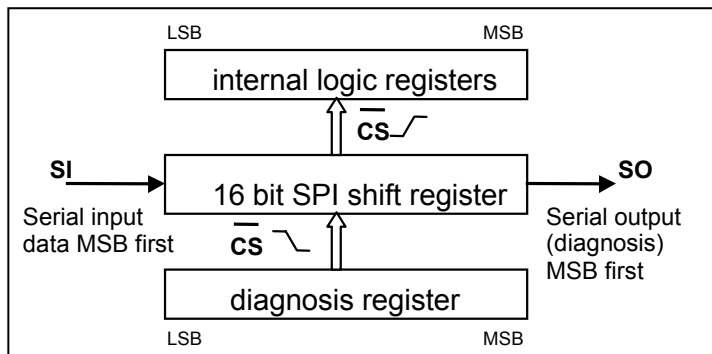 LSB MSB
internal logic registers
CS
SI
16 bit SPI shift register
SO
Serial input
data MSB first
CS
Serial output
(diagnosis)
MSB first
diagnosis register
LSB MSB